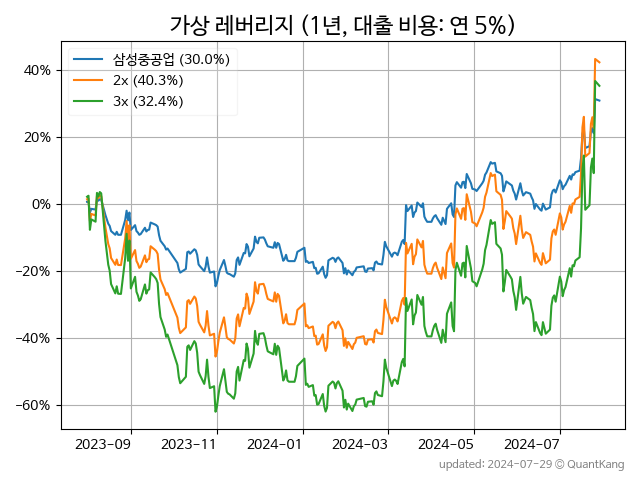 가상 레버리지 (1년, 대출 비용: 연 5%)
삼성중공업 (30.0%)
2x (40.3%)
3x (32.4%)
40%
20%
0%
−20%
−40%
−60%
2023-09 2023-11 2024-01 2024-03 2024-05 2024-07
updated: 2024-07-29 ⓒ QuantKang